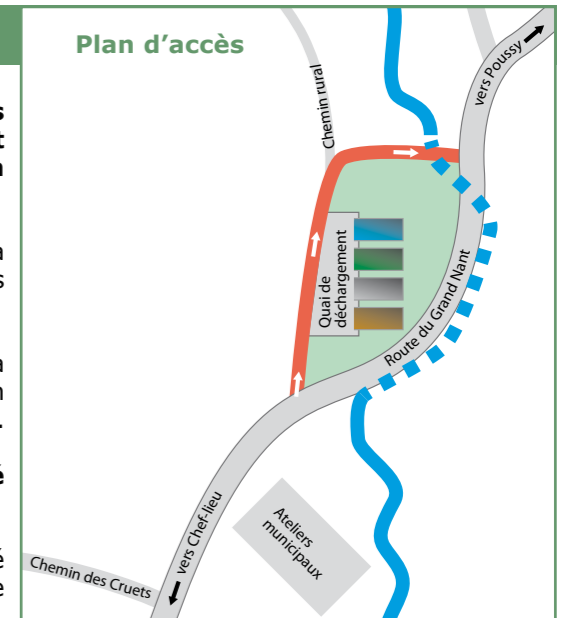 Plan d'accès
vers Poussy
Chemin rural
Quai de
déchargement
Route du Grand Nant
vers Chef-lieu
Ateliers
municipaux
Chemin des Cruets